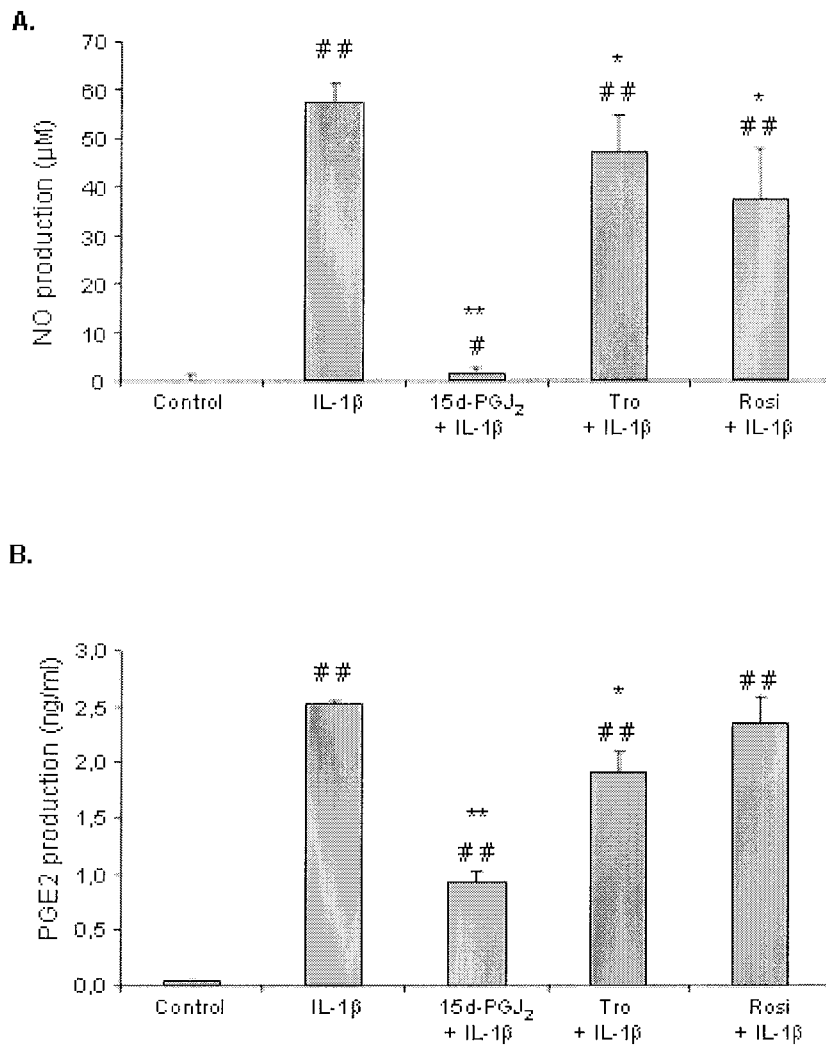 A.
NO production (µM)
70
60
50
40
30
20
10
0
##
**
#
*
##
*
##
Control
IL-1β
15d-PGJ₂
+ IL-1β
Tro
+ IL-1β
Rosi
+ IL-1β
B.
PGE2 production (ng/ml)
3,0
2,5
2,0
1,5
1,0
0,5
0,0
##
**
##
*
##
##
Control
IL-1β
15d-PGJ₂
+ IL-1β
Tro
+ IL-1β
Rosi
+ IL-1β